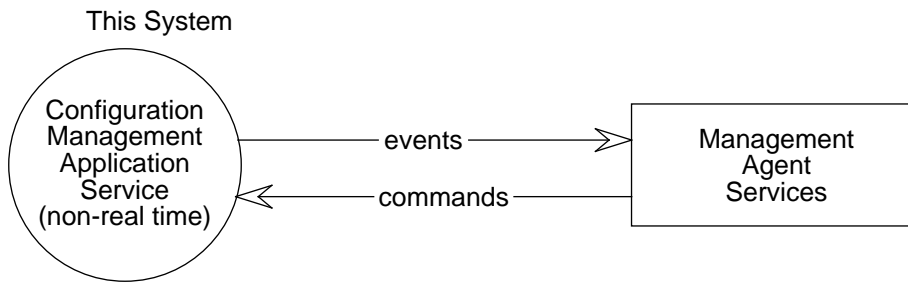 This System
Configuration
Management
Application
Service
(non-real time)
events
commands
Management
Agent
Services